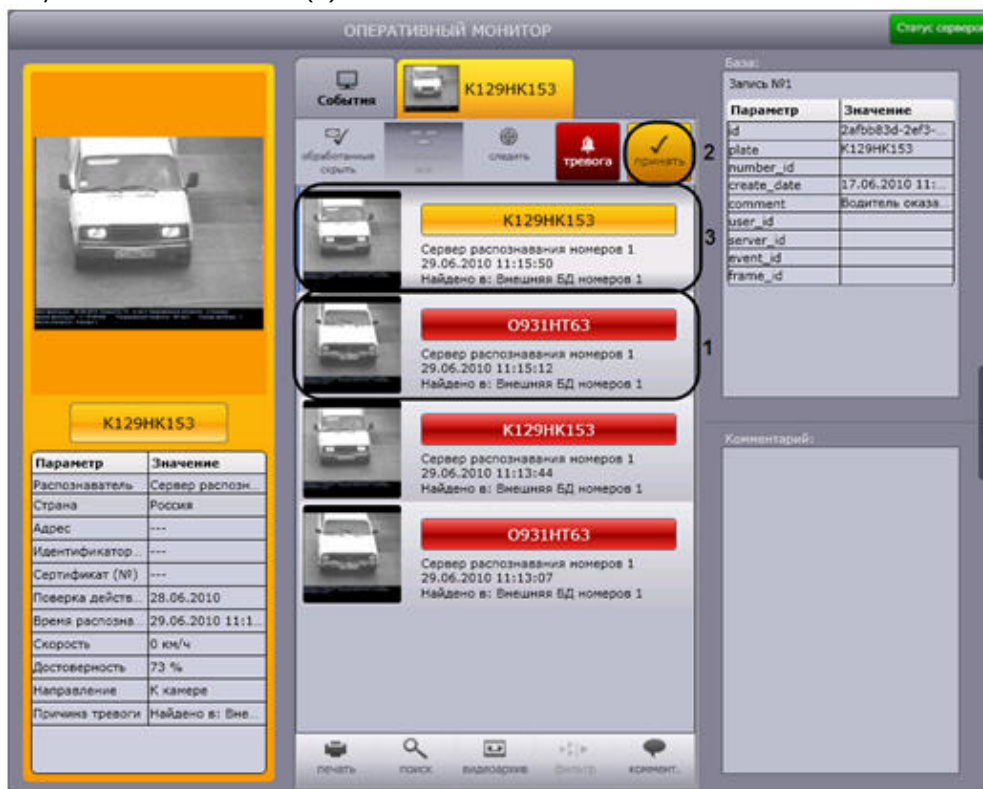 (1)
ОПЕРАТИВНЫЙ МОНИТОР
Статус серверов
К129НК153
Параметр Значение
Распознаватель Сервер распозн...
Страна Россия
Адрес ---
Идентификатор... ---
Сертификат (№) ---
Поверка действ... 28.06.2010
Время распозна... 29.06.2010 11:1...
Скорость 0 км/ч
Достоверность 73 %
Направление К камере
Причина тревоги Найдено в: Вне...
События
К129НК153
обработанные
скрыть
все
следить
тревога
принять
2
К129НК153
Сервер распознавания номеров 1
29.06.2010 11:15:50
Найдено в: Внешняя БД номеров 1
3
О931НТ63
Сервер распознавания номеров 1
29.06.2010 11:15:12
Найдено в: Внешняя БД номеров 1
1
К129НК153
Сервер распознавания номеров 1
29.06.2010 11:13:44
Найдено в: Внешняя БД номеров 1
О931НТ63
Сервер распознавания номеров 1
29.06.2010 11:13:07
Найдено в: Внешняя БД номеров 1
печать
поиск
видеоархив
фильтр
коммент.
База:
Запись №1
Параметр Значение
id 2afbb83d-2ef3-...
plate К129НК153
number_id
create_date 17.06.2010 11:...
comment Водитель оказа...
user_id
server_id
event_id
frame_id
Комментарий: